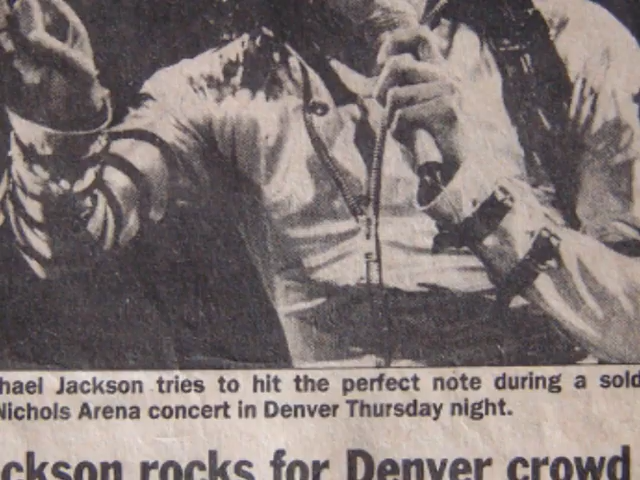 hael Jackson tries to hit the perfect note during a sold
Nichols Arena concert in Denver Thursday night.
ckson rocks for Denver crowd